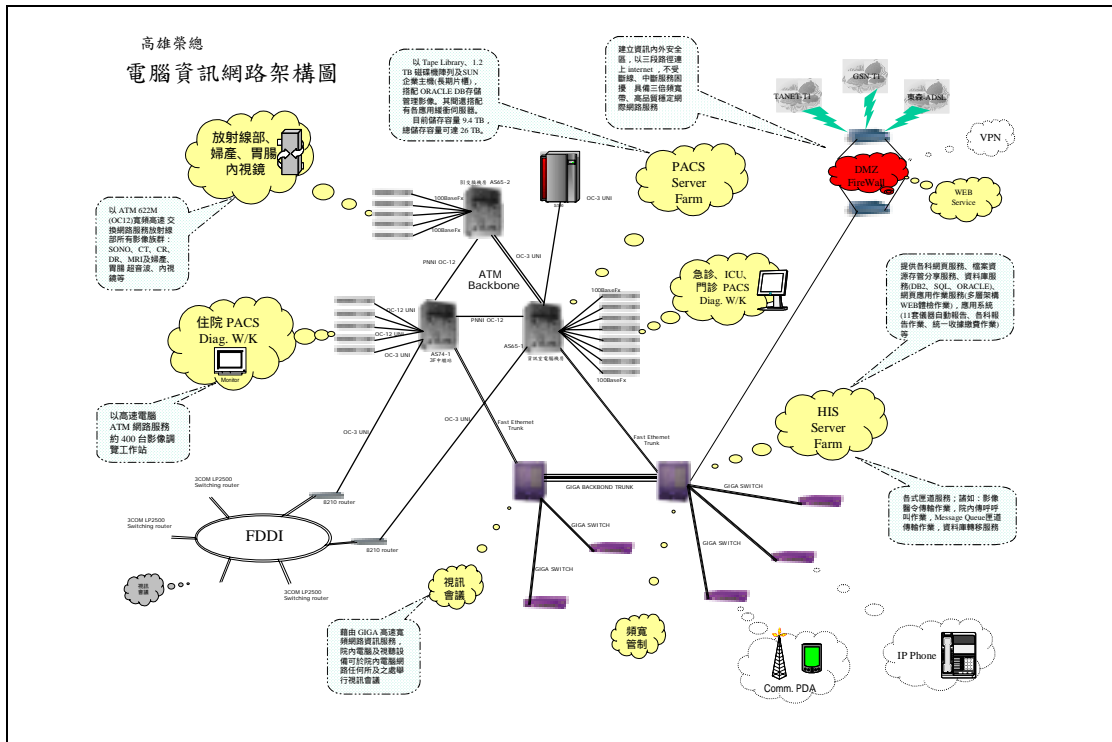 高雄榮總
電腦資訊網路架構圖
以 Tape Library、1.2
TB 磁碟機陣列及SUN
企業主機(長期片櫃)，
搭配 ORACLE DB存儲
管理影像。其間還搭配
有各應用緩衝伺服器。
目前儲存容量 9.4 TB，
總儲存容量可達 26 TB。
建立資訊內外安全
區，以三段路徑連
上 internet ，不受
斷線、中斷服務困
擾 具備三倍頻寬
帶、高品質穩定網
際網路服務
GSN-T1
TANET-T1
東森-ADSL
VPN
DMZ
FireWall
WEB
Service
放射線部、
婦產、胃腸
內視鏡
AS65-2
100BaseFx
100BaseFx
OC-3 UNI
PACS
Server
Farm
以 ATM 622M
(OC12)寬頻高速 交
換網路服務放射線
部所有影像族群：
SONO、CT、CR、
DR、MRI及婦產、
胃腸 超音波、內視
鏡等
PNNI OC-12
OC-3 UNI
ATM
Backbone
急診、ICU、
門診 PACS
Diag. W/K
提供各科網頁服務、檔案資
源存管分享服務、資料庫服
務(DB2、SQL、ORACLE)、
網頁應用作業服務(多層架構
WEB體檢作業)，應用系統
(11套儀器自動報告、各科報
告作業、統一收據繳費作業)
等
住院 PACS
Diag. W/K
Monitor
OC-12 UNI
OC-12 UNI
OC-3 UNI
PNNI OC-12
100BaseFx
AS74-1
3F中繼站
AS65-1
資訊室電腦機房
100BaseFx
以高速電腦
ATM 網路服務
約 400 台影像調
覽工作站
OC-3 UNI
OC-3 UNI
Fast Ethernet
Trunk
Fast Ethernet
Trunk
HIS
Server
Farm
3COM LP2500
Switching router
8210 router
GIGA BACKBOND TRUNK
GIGA SWITCH
各式匣道服務；諸如：影像
醫令傳輸作業，院內傳呼呼
叫作業，Message Queue匣道
傳輸作業，資料庫轉移服務
3COM LP2500
Switching router
FDDI
8210 router
GIGA SWITCH
GIGA SWITCH
GIGA SWITCH
視訊
會議
3COM LP2500
Switching router
視訊
會議
頻寬
管制
藉由 GIGA 高速寬
頻網路資訊服務，
院內電腦及視聽設
備可於院內電腦網
路任何所及之處舉
行視訊會議
Comm. PDA
IP Phone